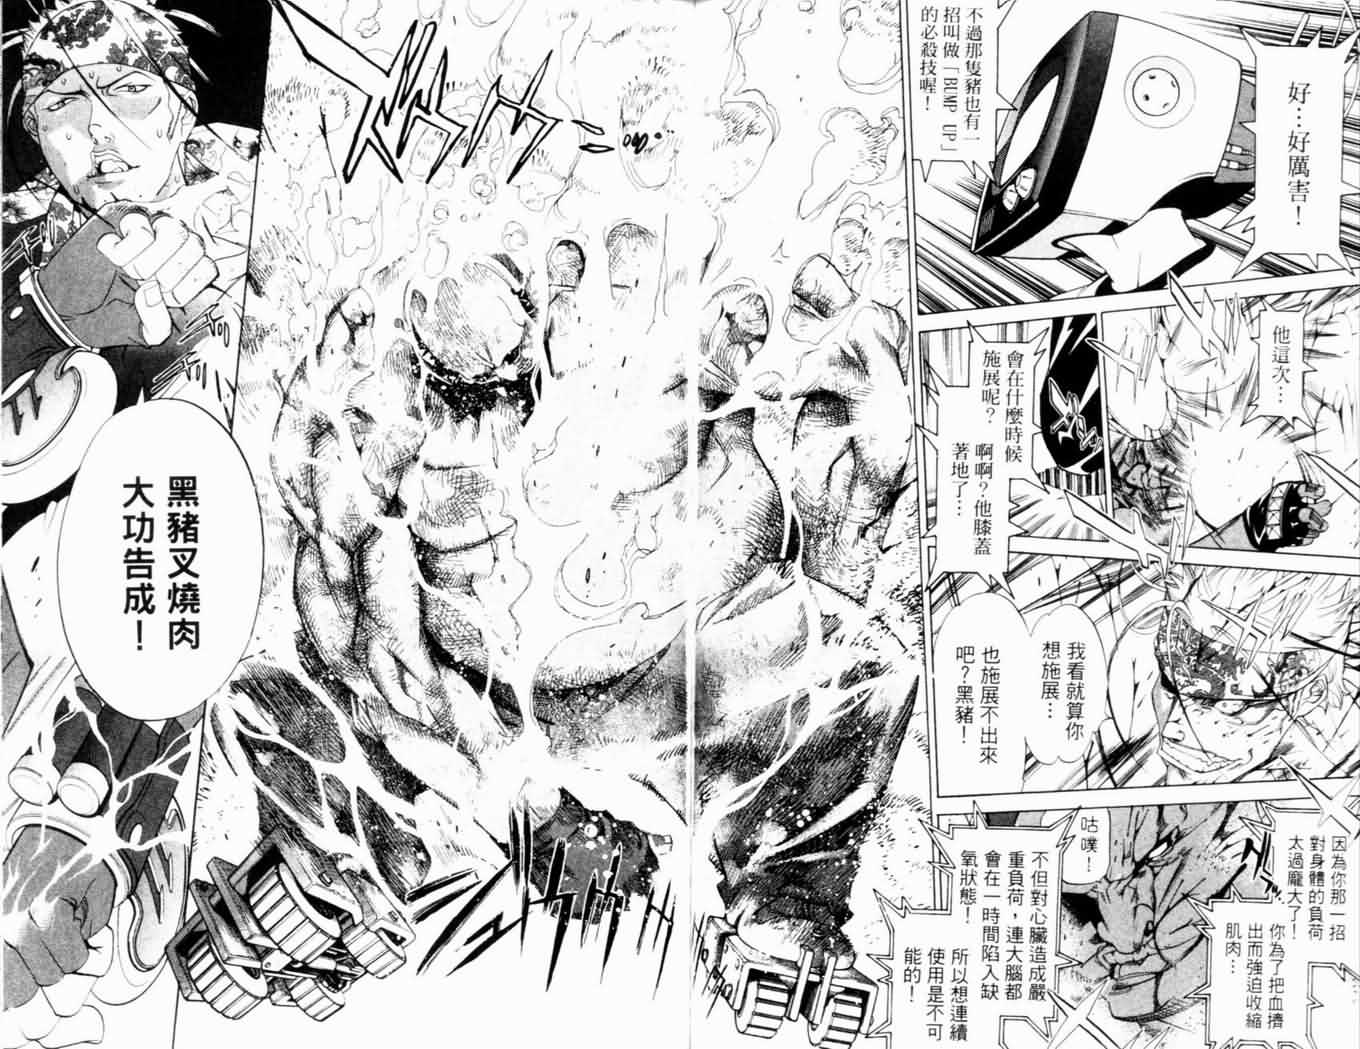 好…好厲害！
不過那隻豬也有一
招叫做「BUMP UP」
的必殺技喔！
他這次…
會在什麼時候
施展呢？
啊啊？他膝蓋
著地了…
我看就算你
想施展…
也施展不出來
吧？黑豬！
因為你那一招
對身體的負荷
太過龐大了！
你為了把血擠
出而強迫收縮
肌肉…
咕噗！
不但對心臟造成嚴
重負荷，連大腦都
會在一時間陷入缺
氧狀態！
所以想連續
使用是不可
能的！
黑豬叉燒肉
大功告成！
11